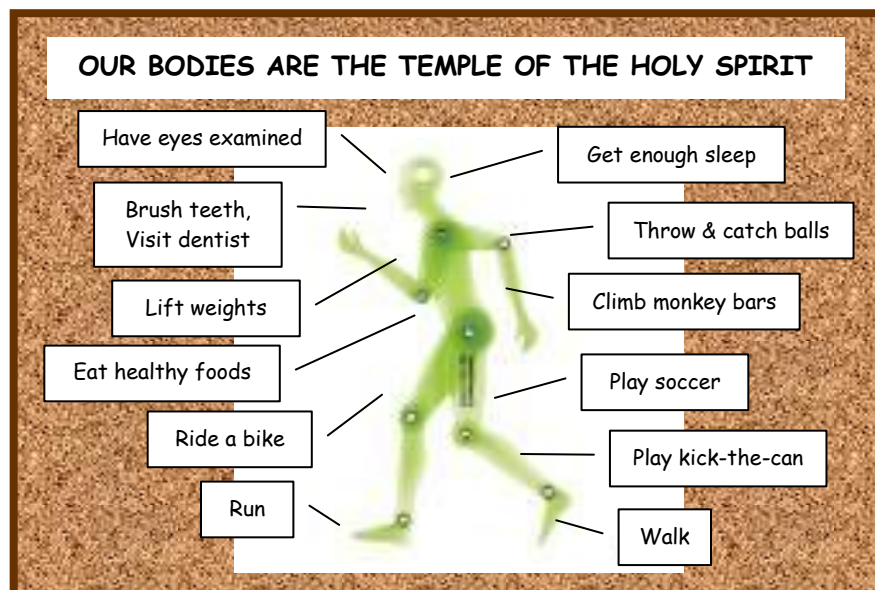 OUR BODIES ARE THE TEMPLE OF THE HOLY SPIRIT
Have eyes examined
Get enough sleep
Brush teeth,
Visit dentist
Throw & catch balls
Lift weights
Climb monkey bars
Eat healthy foods
Play soccer
Ride a bike
Play kick-the-can
Run
Walk